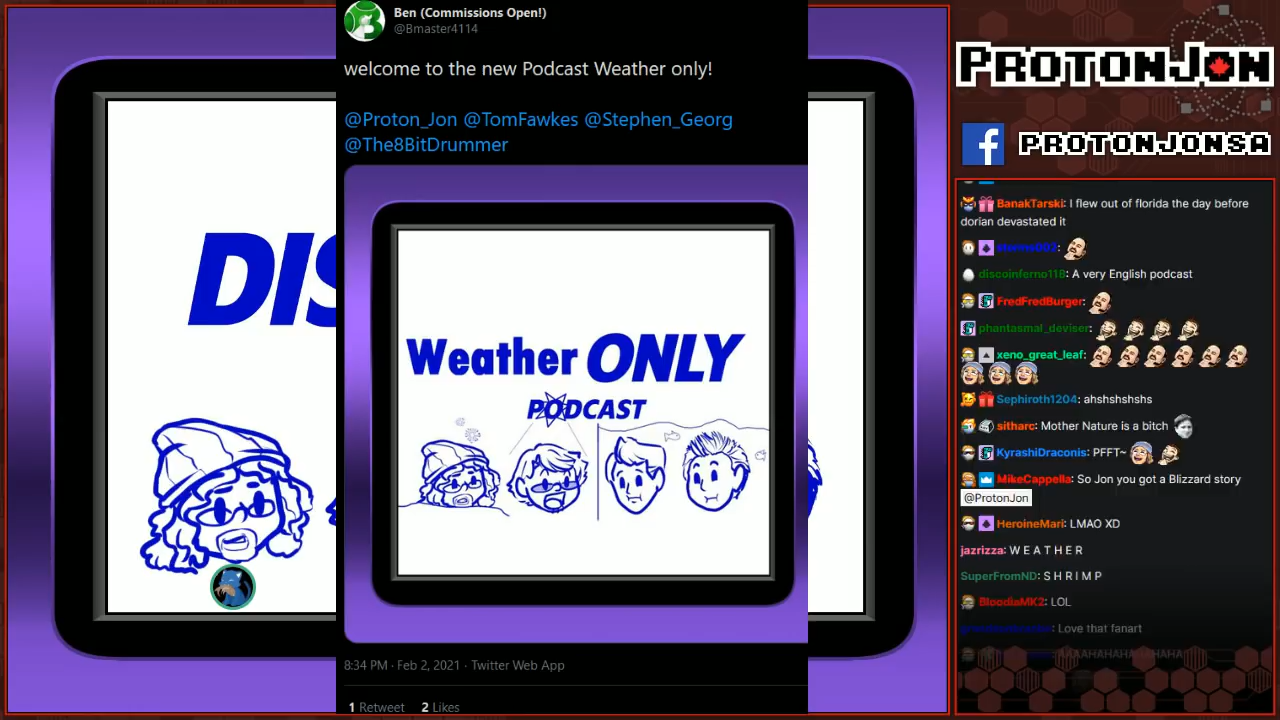 Ben (Commissions Open!)
@Bmaster4114
welcome to the new Podcast Weather only!
@Proton_Jon @TomFawkes @Stephen_Georg
@The8BitDrummer
DIS
Weather ONLY
PODCAST
8:34 PM · Feb 2, 2021 · Twitter Web App
1 Retweet 2 Likes
PROTONJON
PROTONJONSA
BanakTarski: I flew out of florida the day before
dorian devastated it
discoinferno118: A very English podcast
FredFredBurger:
phantasmal_deviser:
xeno_great_leaf:
Sephiroth1204: ahshshshshs
sitharc: Mother Nature is a bitch
KyrashiDraconis: PFFT~
MikeCappella: So Jon you got a Blizzard story
@ProtonJon
HeroineMari: LMAO XD
jazrizza: W E A T H E R
SuperFromND: S H R I M P
BloodiaMK2: LOL
Love that fanart